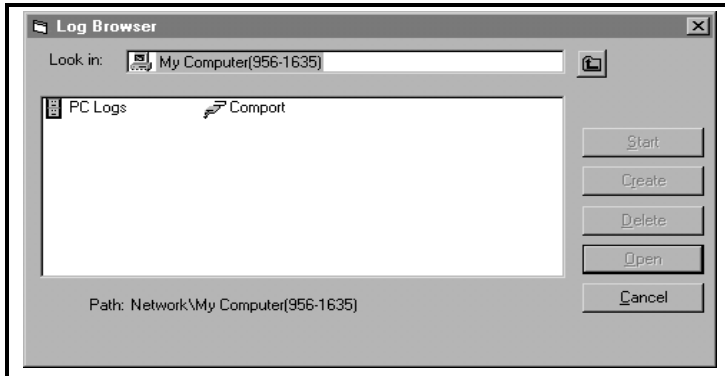 Log Browser
Look in: My Computer(956-1635)
PC Logs Comport
Start
Create
Delete
Open
Cancel
Path: Network\My Computer(956-1635)